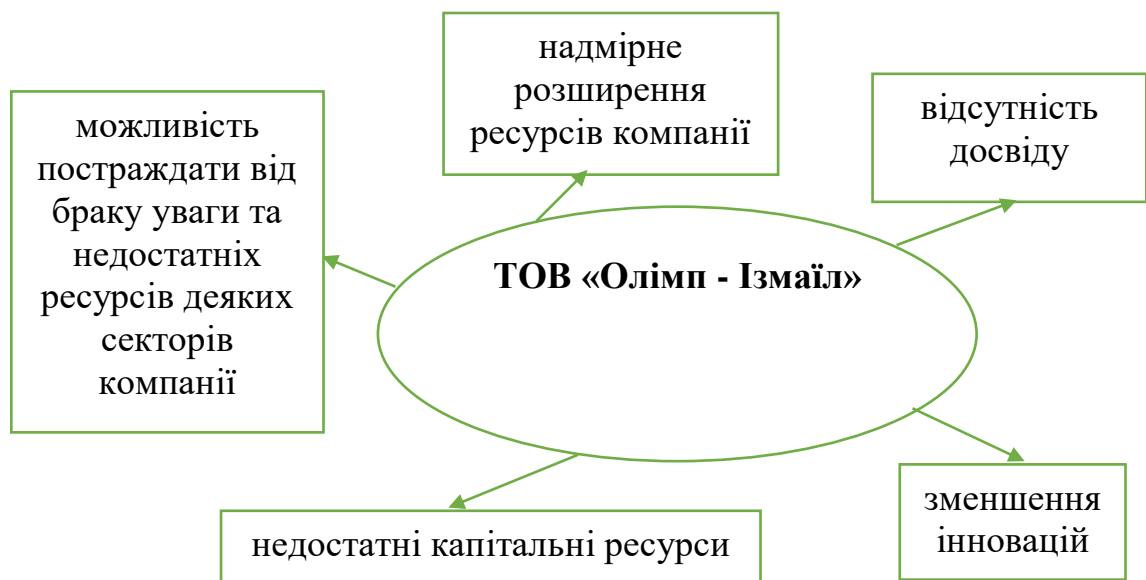 надмірне
розширення
ресурсів компанії
відсутність
досвіду
можливість
постраждати від
браку уваги та
недостатніх
ресурсів деяких
секторів
компанії
ТОВ «Олімп - Ізмаїл»
зменшення
інновацій
недостатні капітальні ресурси